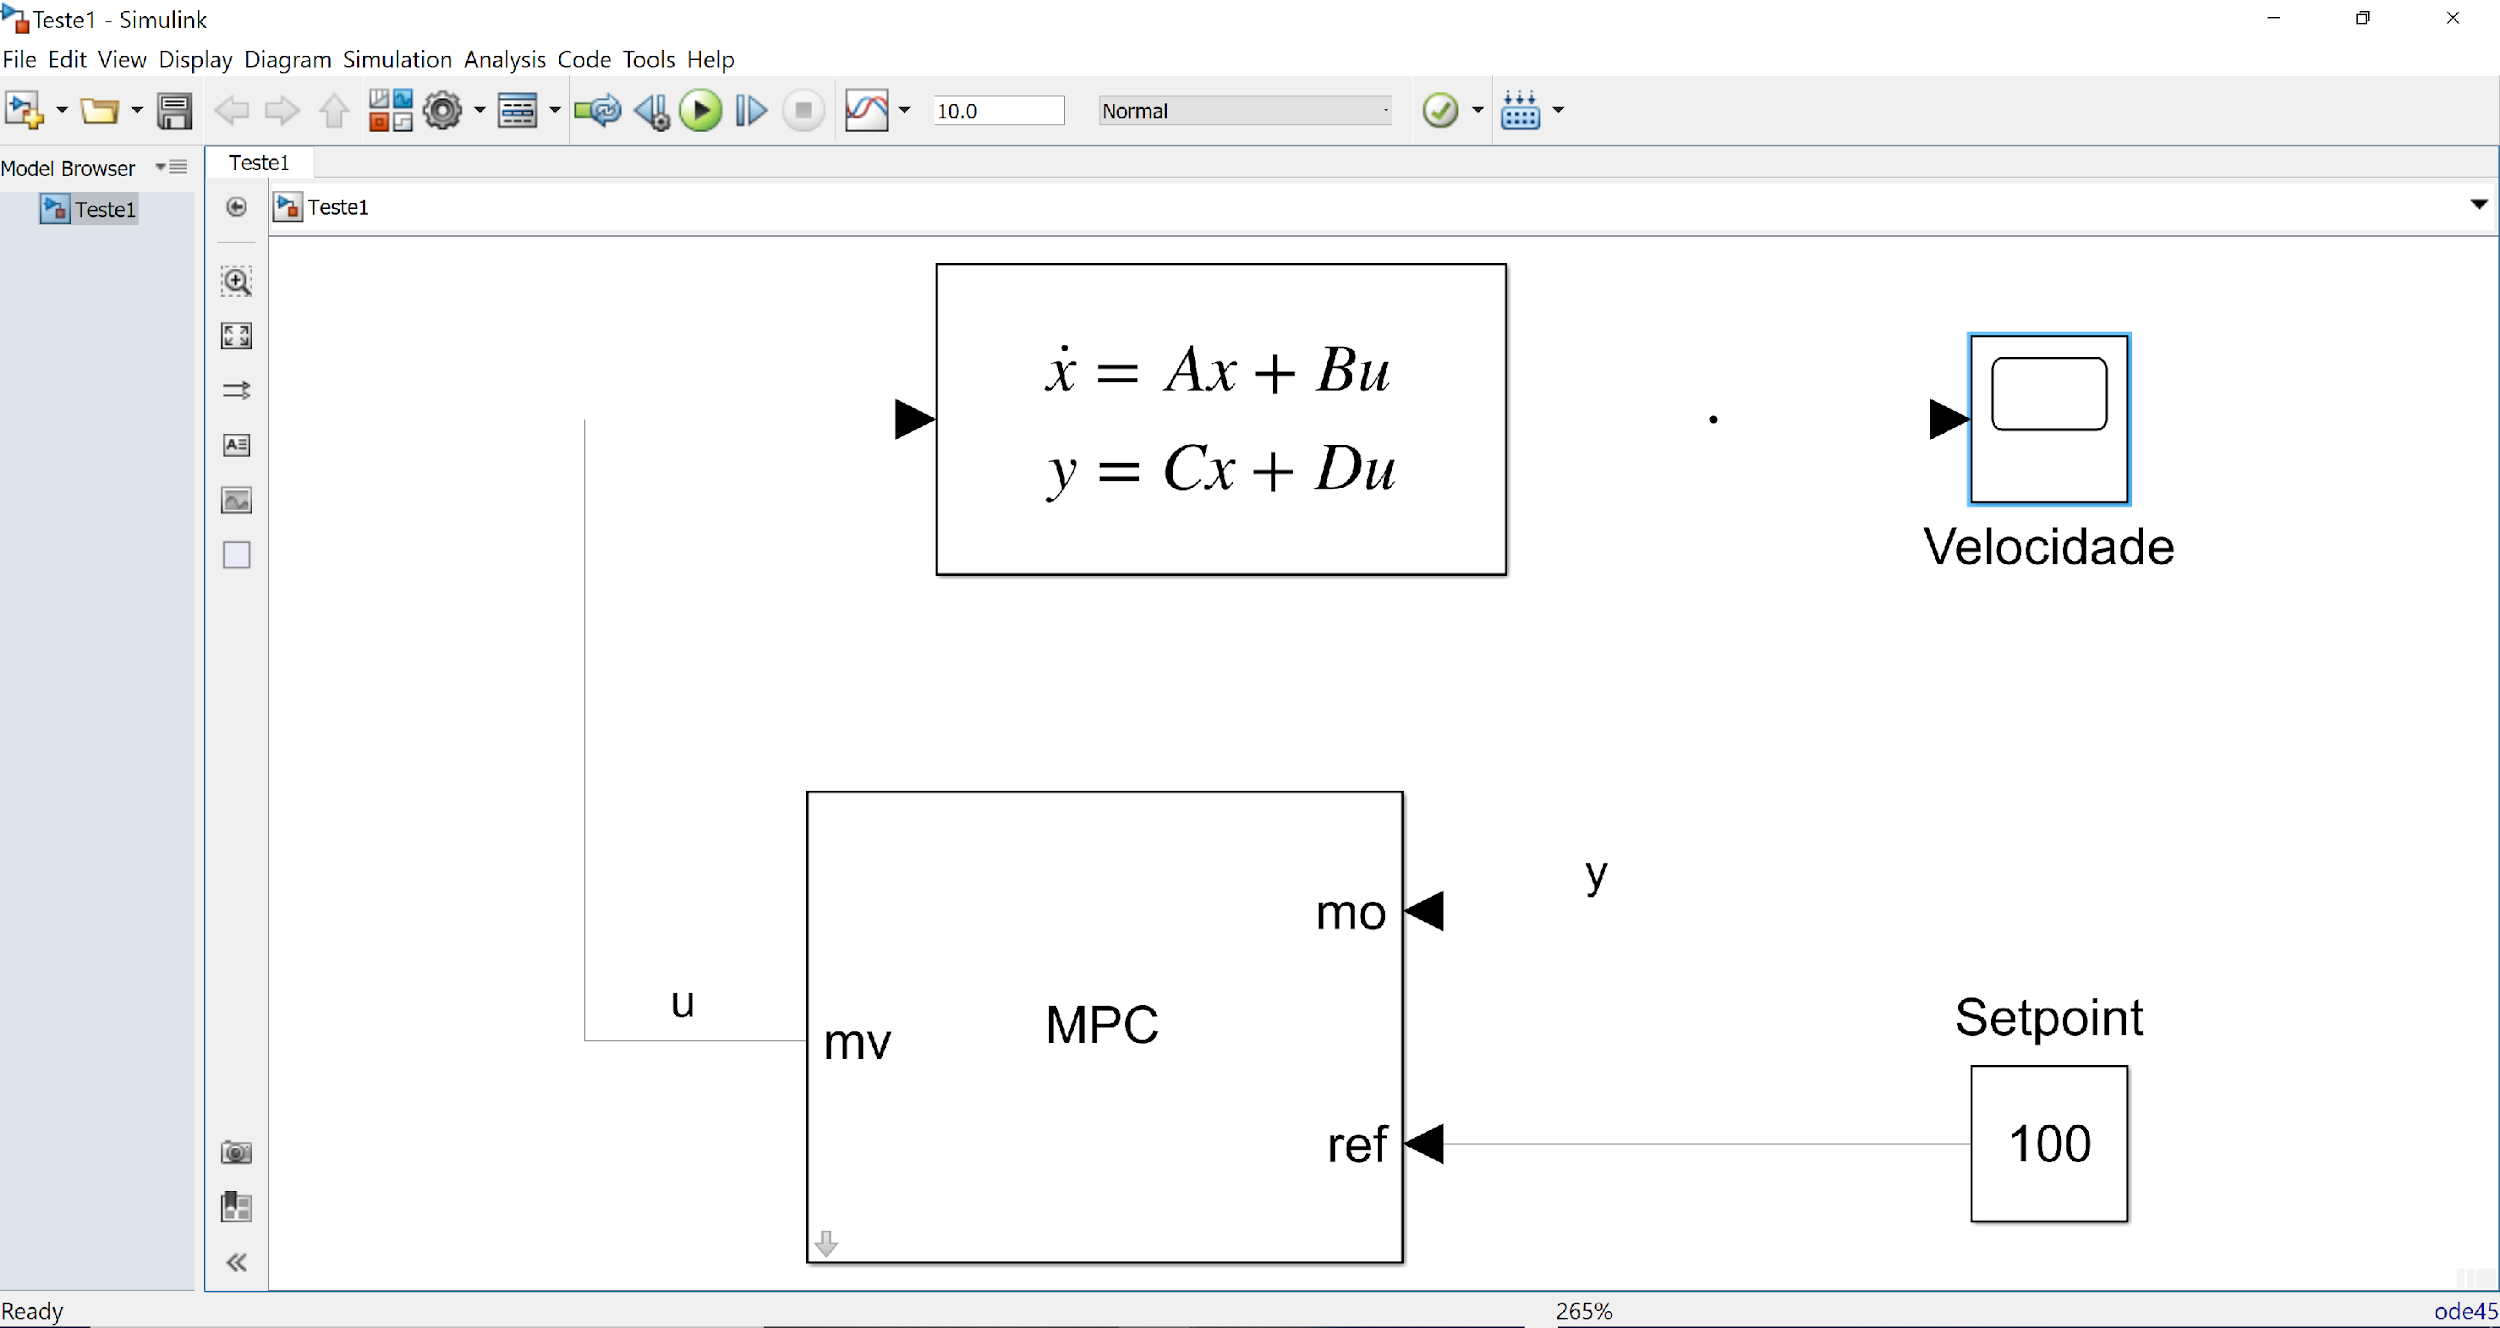 Teste1 - Simulink
File Edit View Display Diagram Simulation Analysis Code Tools Help
10.0
Normal
Model Browser
Teste1
Teste1
Teste1
ẋ = Ax + Bu
y = Cx + Du
Velocidade
y
mo
u
mv
MPC
Setpoint
ref
100
Ready
265%
ode45